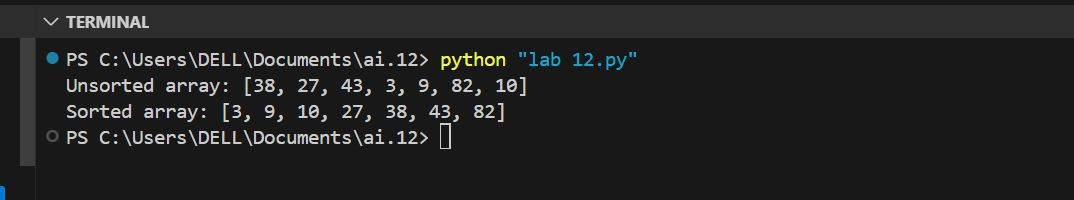 TERMINAL
PS C:\Users\DELL\Documents\ai.12> python "lab 12.py"
Unsorted array: [38, 27, 43, 3, 9, 82, 10]
Sorted array: [3, 9, 10, 27, 38, 43, 82]
PS C:\Users\DELL\Documents\ai.12>